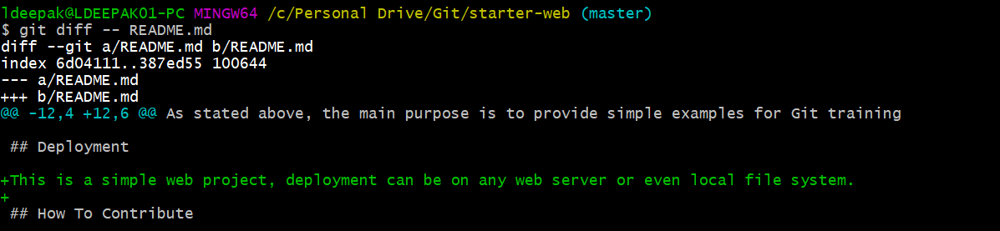 ldeepak@LDEEPAK01-PC MINGW64 /c/Personal Drive/Git/starter-web (master)
$ git diff -- README.md
diff --git a/README.md b/README.md
index 6d04111..387ed55 100644
--- a/README.md
+++ b/README.md
@@ -12,4 +12,6 @@ As stated above, the main purpose is to provide simple examples for Git training
 ## Deployment
+This is a simple web project, deployment can be on any web server or even local file system.
+
 ## How To Contribute